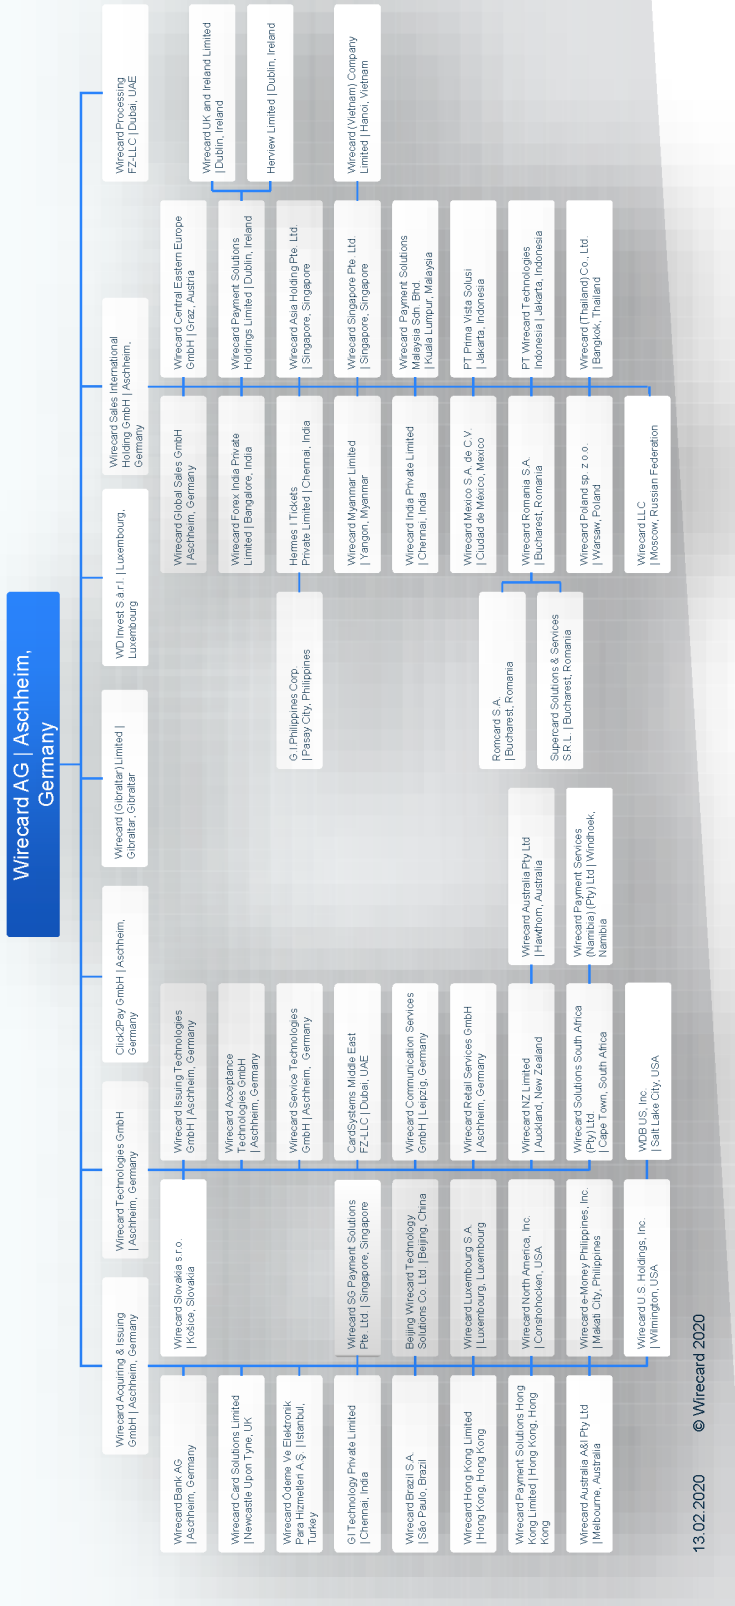 Wirecard AG | Aschheim,
Germany
Wirecard Acquiring & Issuing
GmbH | Aschheim, Germany
Wirecard Technologies GmbH
| Aschheim, Germany
Click2Pay GmbH | Aschheim,
Germany
Wirecard (Gibraltar) Limited |
Gibraltar, Gibraltar
WD Invest S.à r.l. | Luxembourg,
Luxembourg
Wirecard Sales International
Holding GmbH | Aschheim,
Germany
Wirecard Processing
FZ-LLC | Dubai, UAE
Wirecard Bank AG
| Aschheim, Germany
Wirecard Slovakia s.r.o.
| Košice, Slovakia
Wirecard Issuing Technologies
GmbH | Aschheim, Germany
Wirecard Global Sales GmbH
| Aschheim, Germany
Wirecard Central Eastern Europe
GmbH | Graz, Austria
Wirecard Card Solutions Limited
| Newcastle Upon Tyne, UK
Wirecard Acceptance
Technologies GmbH
| Aschheim, Germany
Wirecard Forex India Private
Limited | Bangalore, India
Wirecard Payment Solutions
Holdings Limited | Dublin, Ireland
Wirecard UK and Ireland Limited
| Dublin, Ireland
Herview Limited | Dublin, Ireland
Wirecard Ödeme Ve Elektronik
Para Hizmetleri A.Ş. | Istanbul,
Turkey
Wirecard Service Technologies
GmbH | Aschheim, Germany
G.I.Philippines Corp.
| Pasay City, Philippines
Hermes I Tickets
Private Limited | Chennai, India
Wirecard Asia Holding Pte. Ltd.
| Singapore, Singapore
GI Technology Private Limited
| Chennai, India
Wirecard SG Payment Solutions
Pte. Ltd. | Singapore, Singapore
CardSystems Middle East
FZ-LLC | Dubai, UAE
Wirecard Myanmar Limited
| Yangon, Myanmar
Wirecard Singapore Pte. Ltd.
| Singapore, Singapore
Wirecard (Vietnam) Company
Limited | Hanoi, Vietnam
Wirecard Brazil S.A.
| São Paulo, Brazil
Beijing Wirecard Technology
Solutions Co. Ltd. | Beijing, China
Wirecard Communication Services
GmbH | Leipzig, Germany
Wirecard India Private Limited
| Chennai, India
Wirecard Payment Solutions
Malaysia Sdn. Bhd.
| Kuala Lumpur, Malaysia
Wirecard Hong Kong Limited
| Hong Kong, Hong Kong
Wirecard Luxembourg S.A.
| Luxembourg, Luxembourg
Wirecard Retail Services GmbH
| Aschheim, Germany
Wirecard Mexico S.A. de C.V.
| Ciudad de México, Mexico
PT Prima Vista Solusi
| Jakarta, Indonesia
Wirecard Payment Solutions Hong
Kong Limited | Hong Kong, Hong
Kong
Wirecard North America, Inc.
| Conshohocken, USA
Wirecard NZ Limited
| Auckland, New Zealand
Wirecard Australia Pty Ltd
| Hawthorn, Australia
Romcard S.A.
| Bucharest, Romania
Supercard Solutions & Services
S.R.L. | Bucharest, Romania
Wirecard Romania S.A.
| Bucharest, Romania
PT Wirecard Technologies
Indonesia | Jakarta, Indonesia
Wirecard Australia A&I Pty Ltd
| Melbourne, Australia
Wirecard e-Money Philippines, Inc.
| Makati City, Philippines
Wirecard Solutions South Africa
(Pty) Ltd
| Cape Town, South Africa
Wirecard Payment Services
(Namibia) (Pty) Ltd | Windhoek,
Namibia
Wirecard Poland sp. z o.o.
| Warsaw, Poland
Wirecard (Thailand) Co., Ltd.
| Bangkok, Thailand
Wirecard U.S. Holdings, Inc.
| Wilmington, USA
WDB US, Inc.
| Salt Lake City, USA
Wirecard LLC
| Moscow, Russian Federation
13.02.2020 © Wirecard 2020